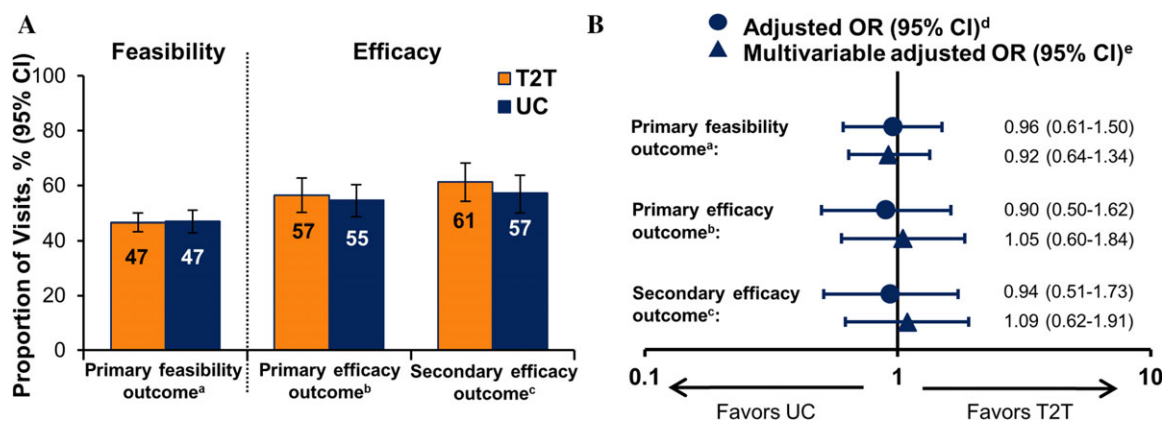 A
Feasibility
Efficacy
Proportion of Visits, % (95% CI)
100
80
60
40
20
0
T2T
UC
47
47
57
55
61
57
Primary feasibility
outcomeᵃ
Primary efficacy
outcomeᵇ
Secondary efficacy
outcomeᶜ
B
Adjusted OR (95% CI)ᵈ
Multivariable adjusted OR (95% CI)ᵉ
Primary feasibility
outcomeᵃ:
0.96 (0.61-1.50)
0.92 (0.64-1.34)
Primary efficacy
outcomeᵇ:
0.90 (0.50-1.62)
1.05 (0.60-1.84)
Secondary efficacy
outcomeᶜ:
0.94 (0.51-1.73)
1.09 (0.62-1.91)
0.1
1
10
Favors UC
Favors T2T